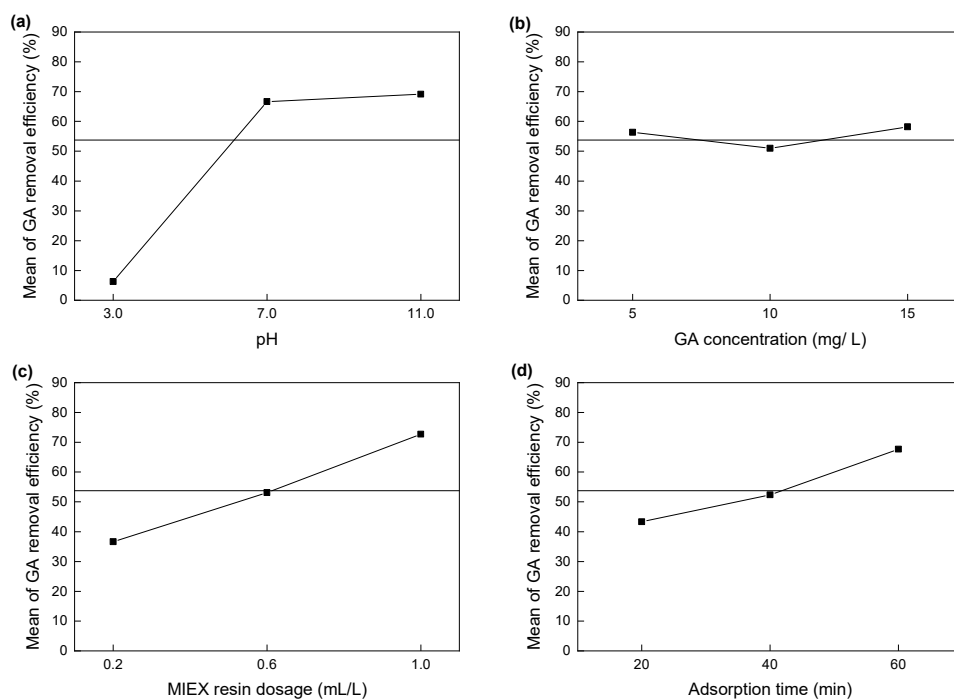 (a)
90
80
70
60
50
40
30
20
10
0
Mean of GA removal efficiency (%)
3.0 7.0 11.0
pH
(b)
90
80
70
60
50
40
30
20
10
0
Mean of GA removal efficiency (%)
5 10 15
GA concentration (mg/ L)
(c)
90
80
70
60
50
40
30
20
10
0
Mean of GA removal efficiency (%)
0.2 0.6 1.0
MIEX resin dosage (mL/L)
(d)
90
80
70
60
50
40
30
20
10
0
Mean of GA removal efficiency (%)
20 40 60
Adsorption time (min)